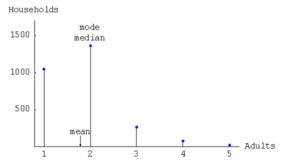 Households
1500
mode
median
1000
500
mean
1 2 3 4 5 Adults